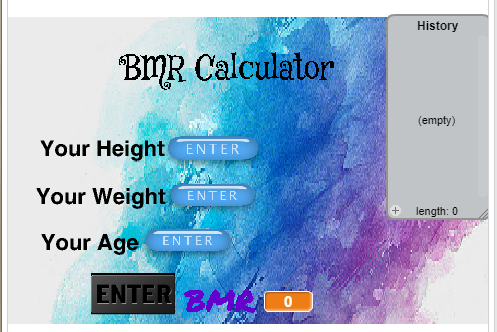 BMR Calculator
History
(empty)
Your Height ENTER
Your Weight ENTER
Your Age ENTER
+ length: 0
ENTER BMR 0